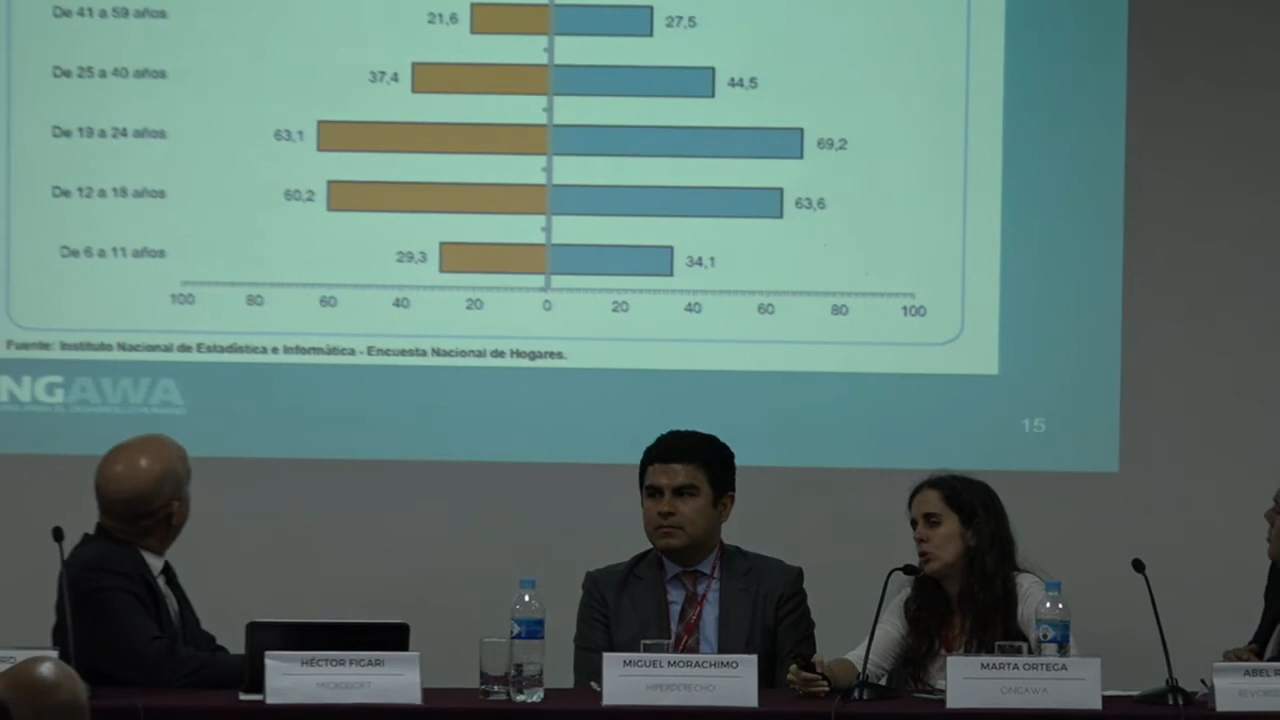 De 41 a 59 años
21,6
27,5
De 25 a 40 años
37,4
44,5
De 19 a 24 años
63,1
69,2
De 12 a 18 años
60,2
63,6
De 6 a 11 años
29,3
34,1
100 80 60 40 20 0 20 40 60 80 100
Fuente: Instituto Nacional de Estadística e Informática - Encuesta Nacional de Hogares.
NGAWA
15
HÉCTOR FIGARI
MICROSOFT
MIGUEL MORACHIMO
HIPERDERECHO
MARTA ORTEGA
ONGAWA
ABEL R